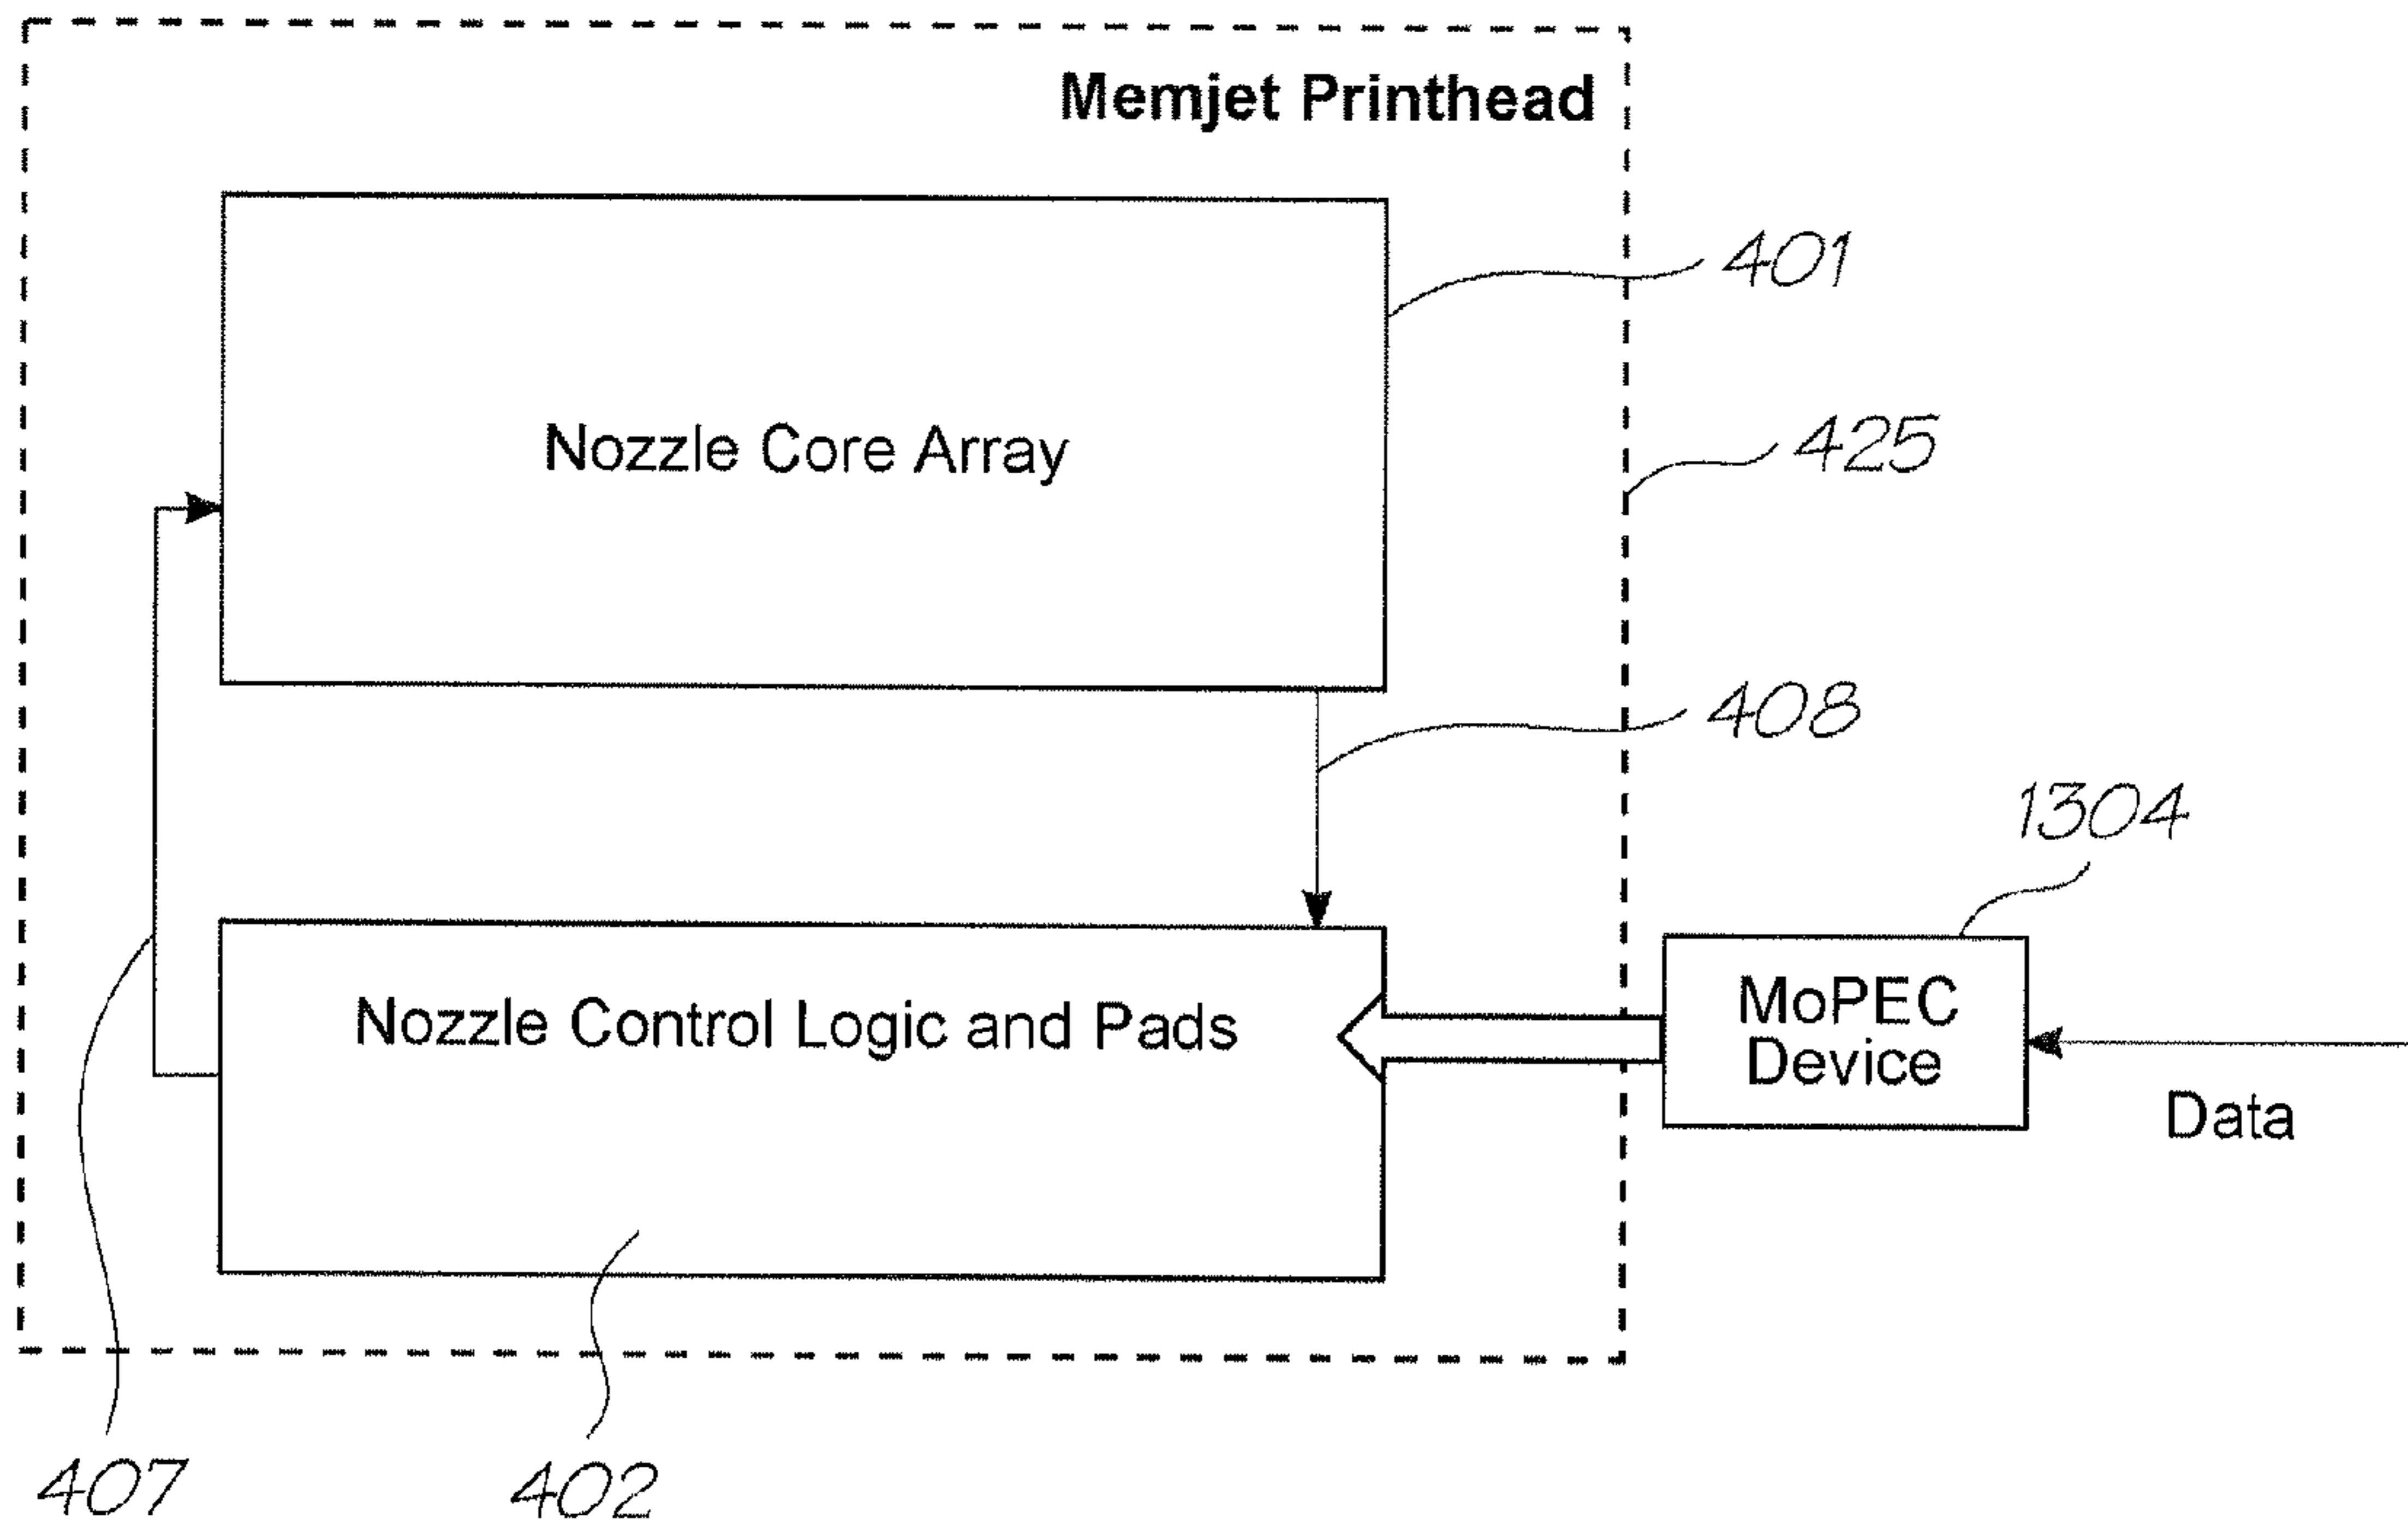 Memjet Printhead
401
Nozzle Core Array
425
408
1304
Nozzle Control Logic and Pads
MoPEC
Device
Data
407
402